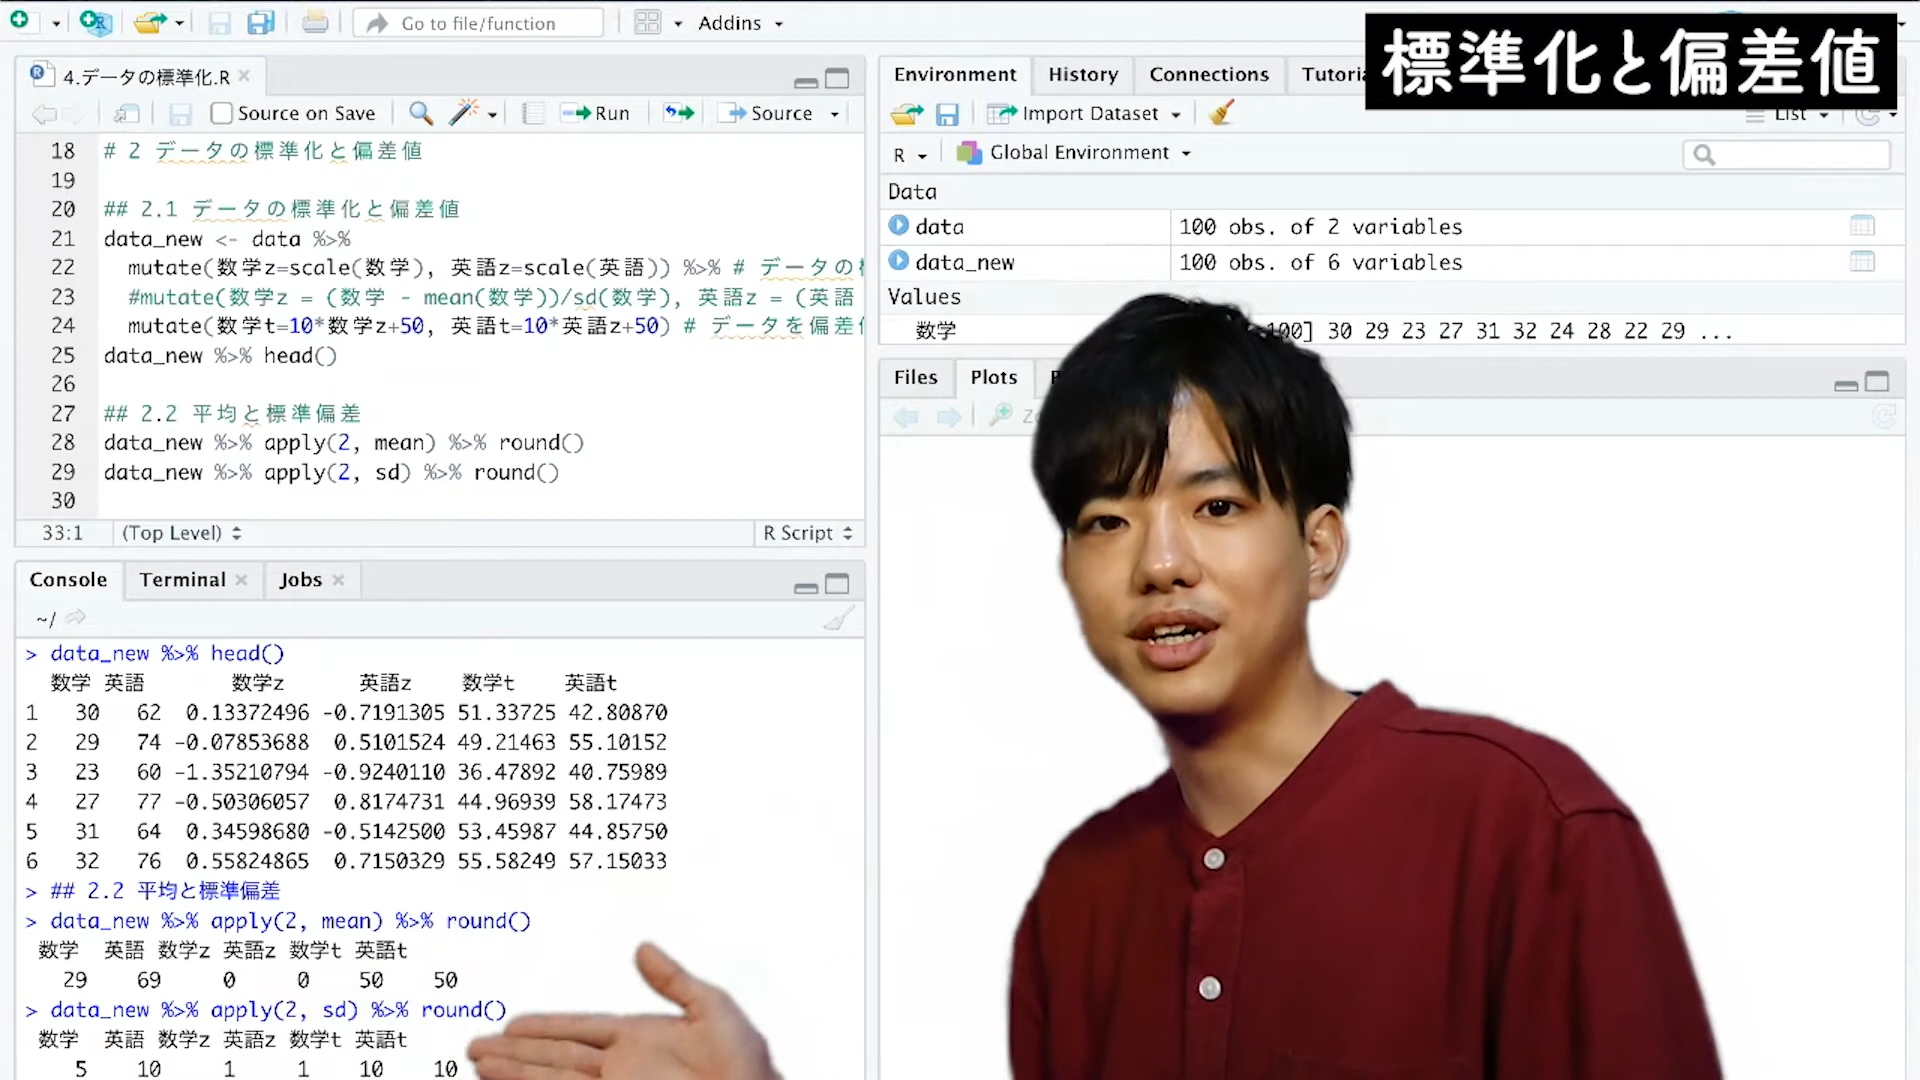 Go to file/function
Addins
標準化と偏差値
4.データの標準化.R
Source on Save
Run
Source
18 # 2 データの標準化と偏差値
19
20 ## 2.1 データの標準化と偏差値
21 data_new <- data %>%
22 mutate(数学z=scale(数学), 英語z=scale(英語)) %>% # データの
23 #mutate(数学z = (数学 - mean(数学))/sd(数学), 英語z = (英語
24 mutate(数学t=10*数学z+50, 英語t=10*英語z+50) # データを偏差
25 data_new %>% head()
26
27 ## 2.2 平均と標準偏差
28 data_new %>% apply(2, mean) %>% round()
29 data_new %>% apply(2, sd) %>% round()
30
33:1 (Top Level) R Script
Console Terminal Jobs
~/
> data_new %>% head()
数学 英語 数学z 英語z 数学t 英語t
1 30 62 0.13372496 -0.7191305 51.33725 42.80870
2 29 74 -0.07853688 0.5101524 49.21463 55.10152
3 23 60 -1.35210794 -0.9240110 36.47892 40.75989
4 27 77 -0.50306057 0.8174731 44.96939 58.17473
5 31 64 0.34598680 -0.5142500 53.45987 44.85750
6 32 76 0.55824865 0.7150329 55.58249 57.15033
> ## 2.2 平均と標準偏差
> data_new %>% apply(2, mean) %>% round()
数学 英語 数学z 英語z 数学t 英語t
29 69 0 0 50 50
> data_new %>% apply(2, sd) %>% round()
数学 英語 数学z 英語z 数学t 英語t
5 10 1 1 10 10
Environment History Connections
Import Dataset
List
R Global Environment
Data
data 100 obs. of 2 variables
data_new 100 obs. of 6 variables
Values
数学 100] 30 29 23 27 31 32 24 28 22 29 ...
Files Plots